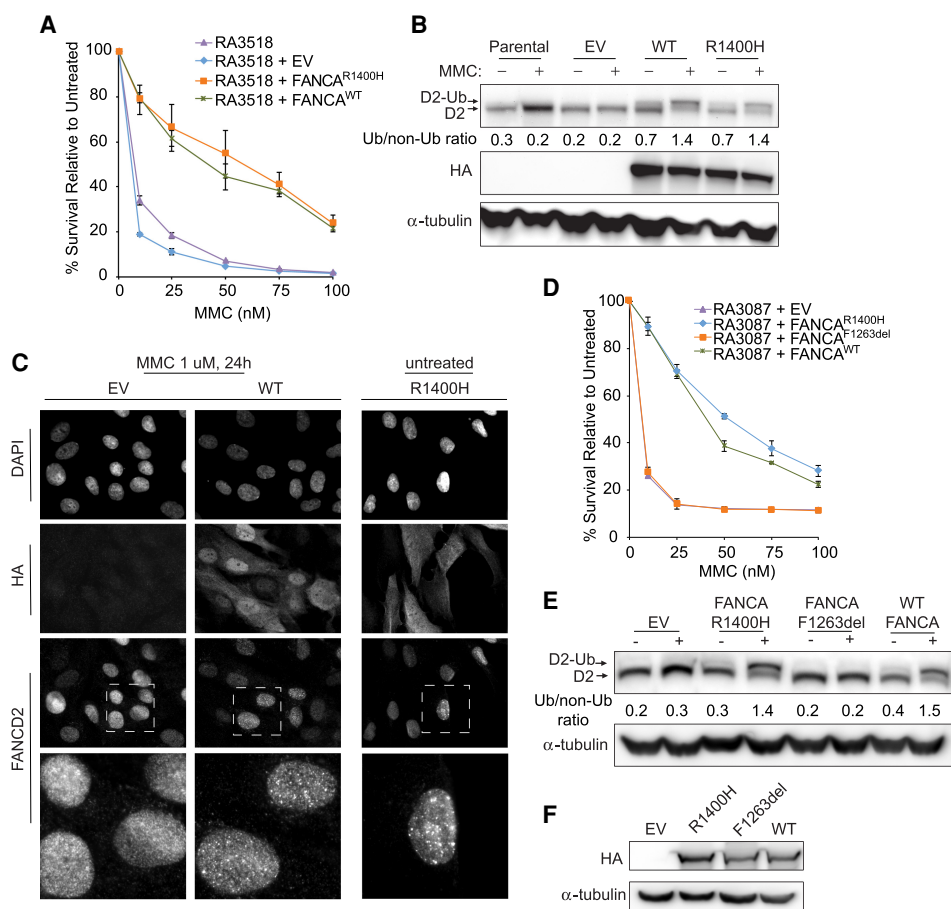 A
RA3518
RA3518 + EV
RA3518 + FANCA^R1400H
RA3518 + FANCA^WT
% Survival Relative to Untreated
100
80
60
40
20
0
0 25 50 75 100
MMC (nM)
B
Parental EV WT R1400H
MMC: – + – + – + – +
D2-Ub
D2
Ub/non-Ub ratio 0.3 0.2 0.2 0.2 0.7 1.4 0.7 1.4
HA
α-tubulin
C
MMC 1 uM, 24h untreated
EV WT R1400H
DAPI
HA
FANCD2
D
RA3087 + EV
RA3087 + FANCA^R1400H
RA3087 + FANCA^F1263del
RA3087 + FANCA^WT
% Survival Relative to Untreated
100
80
60
40
20
0
0 25 50 75 100
MMC (nM)
E
EV FANCA R1400H FANCA F1263del WT FANCA
- + - + - + - +
D2-Ub
D2
Ub/non-Ub ratio 0.2 0.3 0.3 1.4 0.2 0.2 0.4 1.5
α-tubulin
F
EV R1400H F1263del WT
HA
α-tubulin